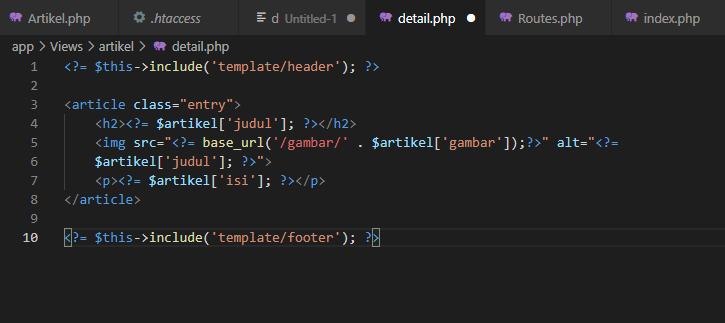 Artikel.php .htaccess d Untitled-1 detail.php Routes.php index.php
app > Views > artikel > detail.php
1 <?= $this->include('template/header'); ?>
2
3 <article class="entry">
4     <h2><?= $artikel['judul']; ?></h2>
5     <img src="<?= base_url('/gambar/' . $artikel['gambar']);?>" alt="<?=
6     $artikel['judul']; ?>">
7     <p><?= $artikel['isi']; ?></p>
8 </article>
9
10 <?= $this->include('template/footer'); ?>